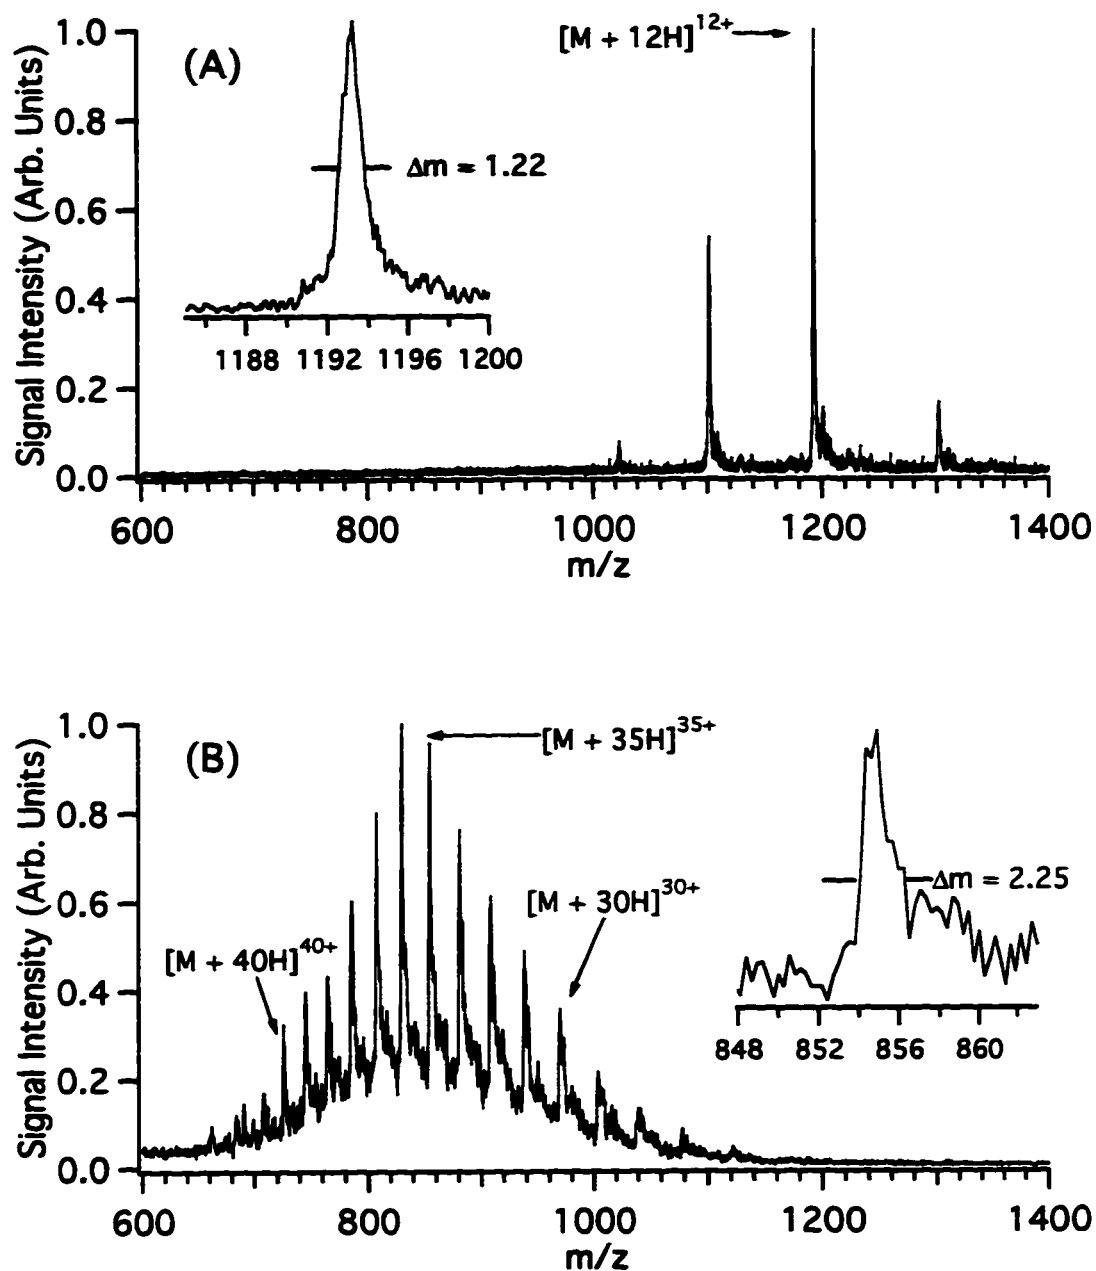 (A)
[M + 12H]12+
Δm = 1.22
1188 1192 1196 1200
Signal Intensity (Arb. Units)
1.0
0.8
0.6
0.4
0.2
0.0
600 800 1000 1200 1400
m/z
(B)
[M + 35H]35+
[M + 30H]30+
[M + 40H]40+
Δm = 2.25
848 852 856 860
Signal Intensity (Arb. Units)
1.0
0.8
0.6
0.4
0.2
0.0
600 800 1000 1200 1400
m/z